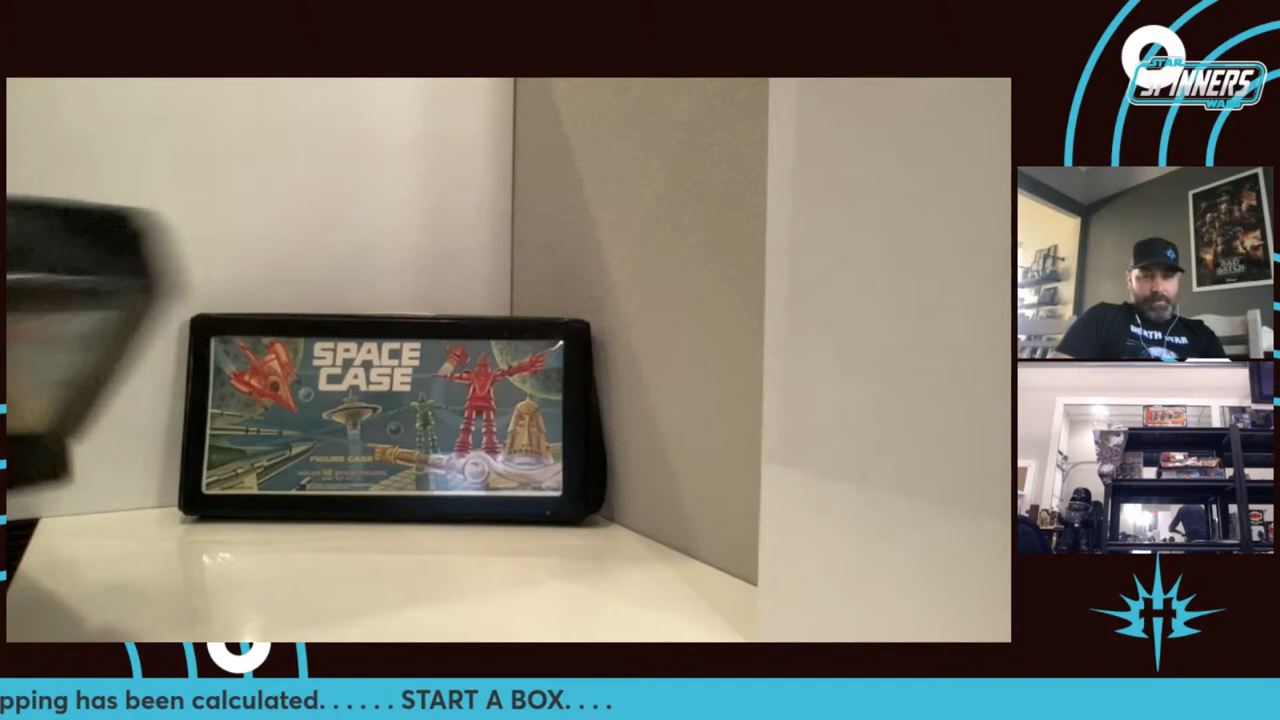 STAR
SPINNERS
WARS
SPACE
CASE
FIGURE CASE
BAD
BATCH
DEATH STAR
pping has been calculated. . . . . . START A BOX. . . .